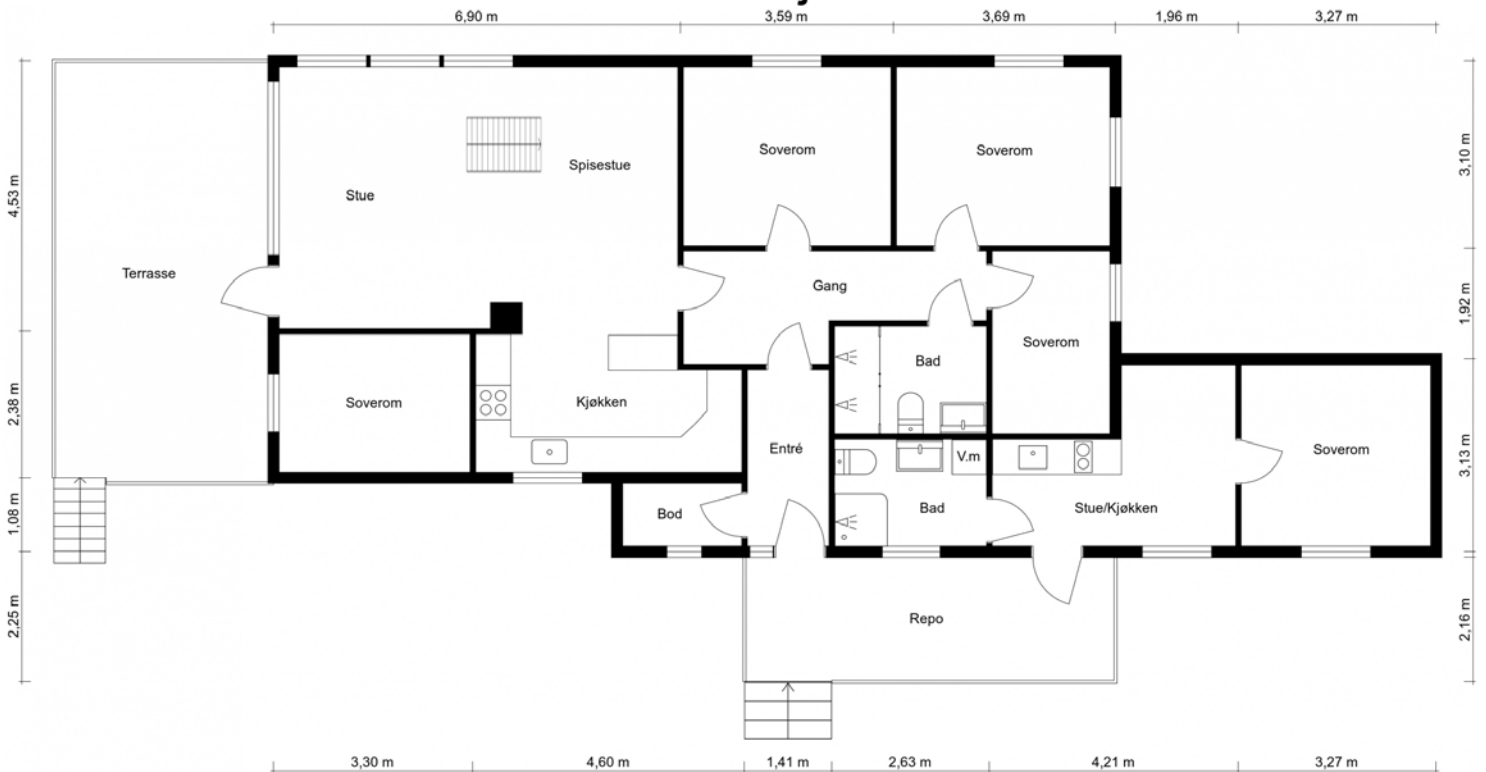 6,90 m
3,59 m
3,69 m
1,96 m
3,27 m
4,53 m
2,38 m
1,08 m
2,25 m
Stue
Spisestue
Soverom
Soverom
Terrasse
Gang
Soverom
Bad
Soverom
Kjøkken
Entré
V.m
Soverom
Bod
Bad
Stue/Kjøkken
Repo
3,10 m
1,92 m
3,13 m
2,16 m
3,30 m
4,60 m
1,41 m
2,63 m
4,21 m
3,27 m